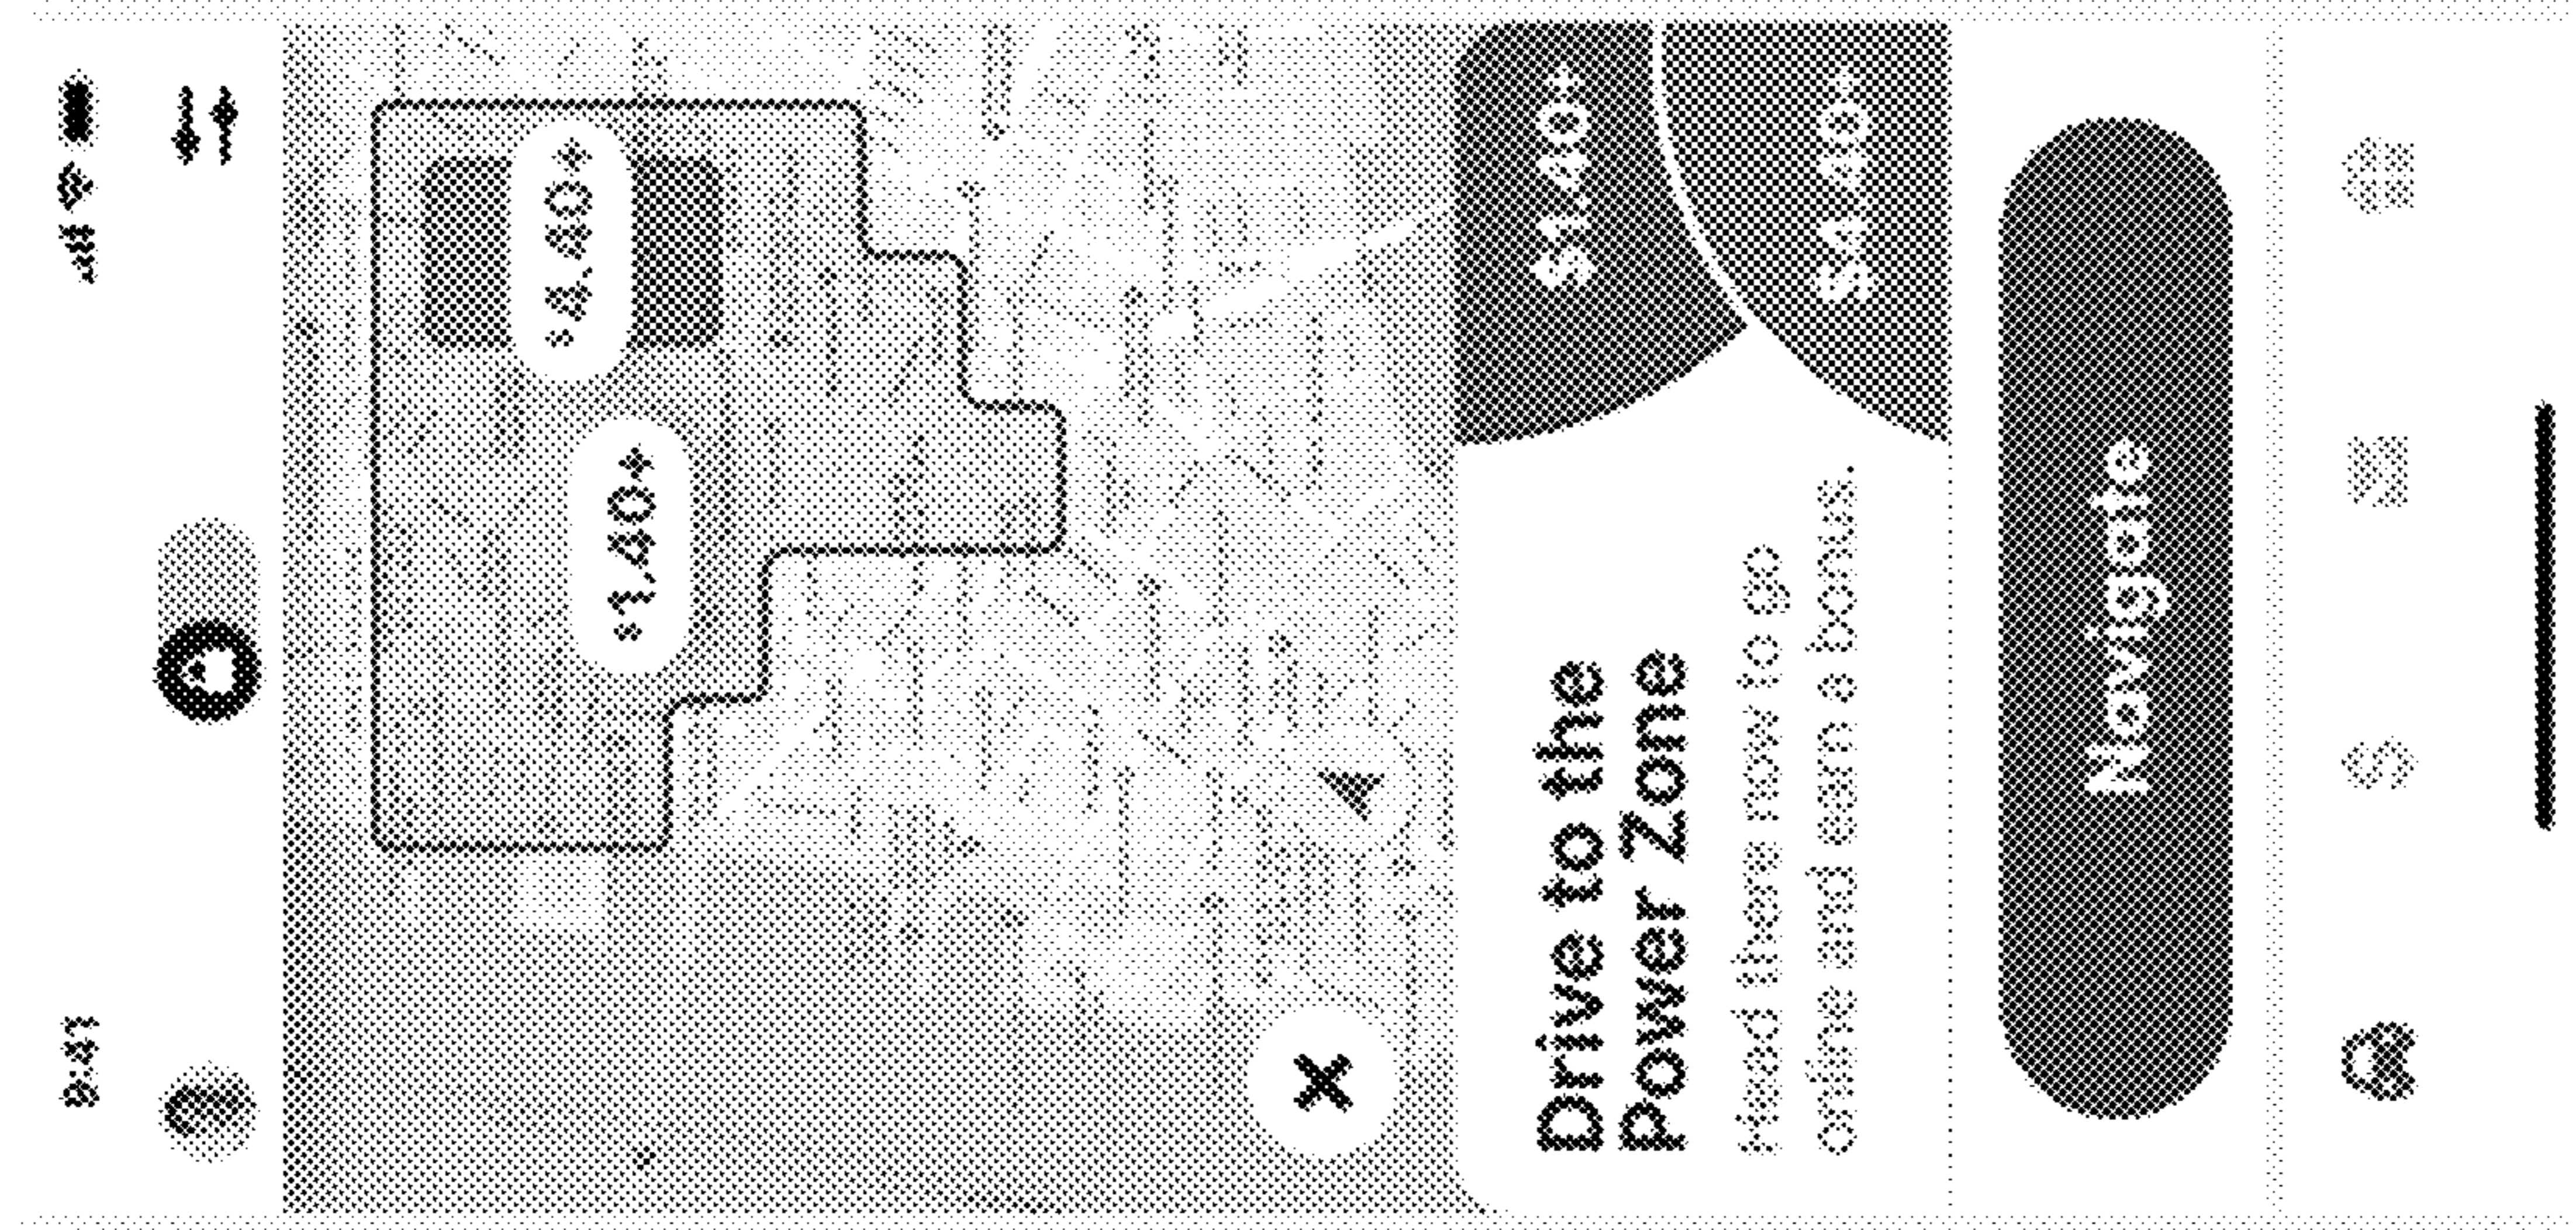 9:41
$4.40+
$1.40+
Drive to the
Power Zone
Head there now to go
online and earn a bonus.
$1.40+
$4.40+
Navigate